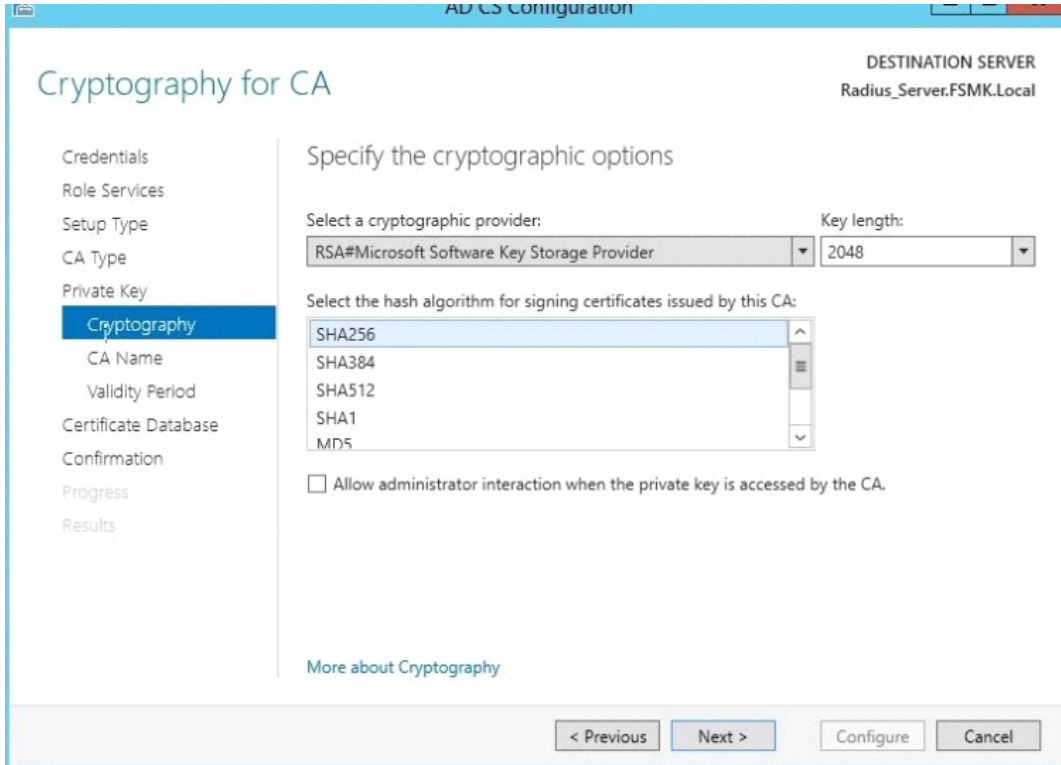 AD CS Configuration
Cryptography for CA
DESTINATION SERVER
Radius_Server.FSMK.Local
Credentials
Role Services
Setup Type
CA Type
Private Key
Cryptography
CA Name
Validity Period
Certificate Database
Confirmation
Progress
Results
Specify the cryptographic options
Select a cryptographic provider:
Key length:
RSA#Microsoft Software Key Storage Provider
2048
Select the hash algorithm for signing certificates issued by this CA:
SHA256
SHA384
SHA512
SHA1
MD5
Allow administrator interaction when the private key is accessed by the CA.
More about Cryptography
< Previous
Next >
Configure
Cancel